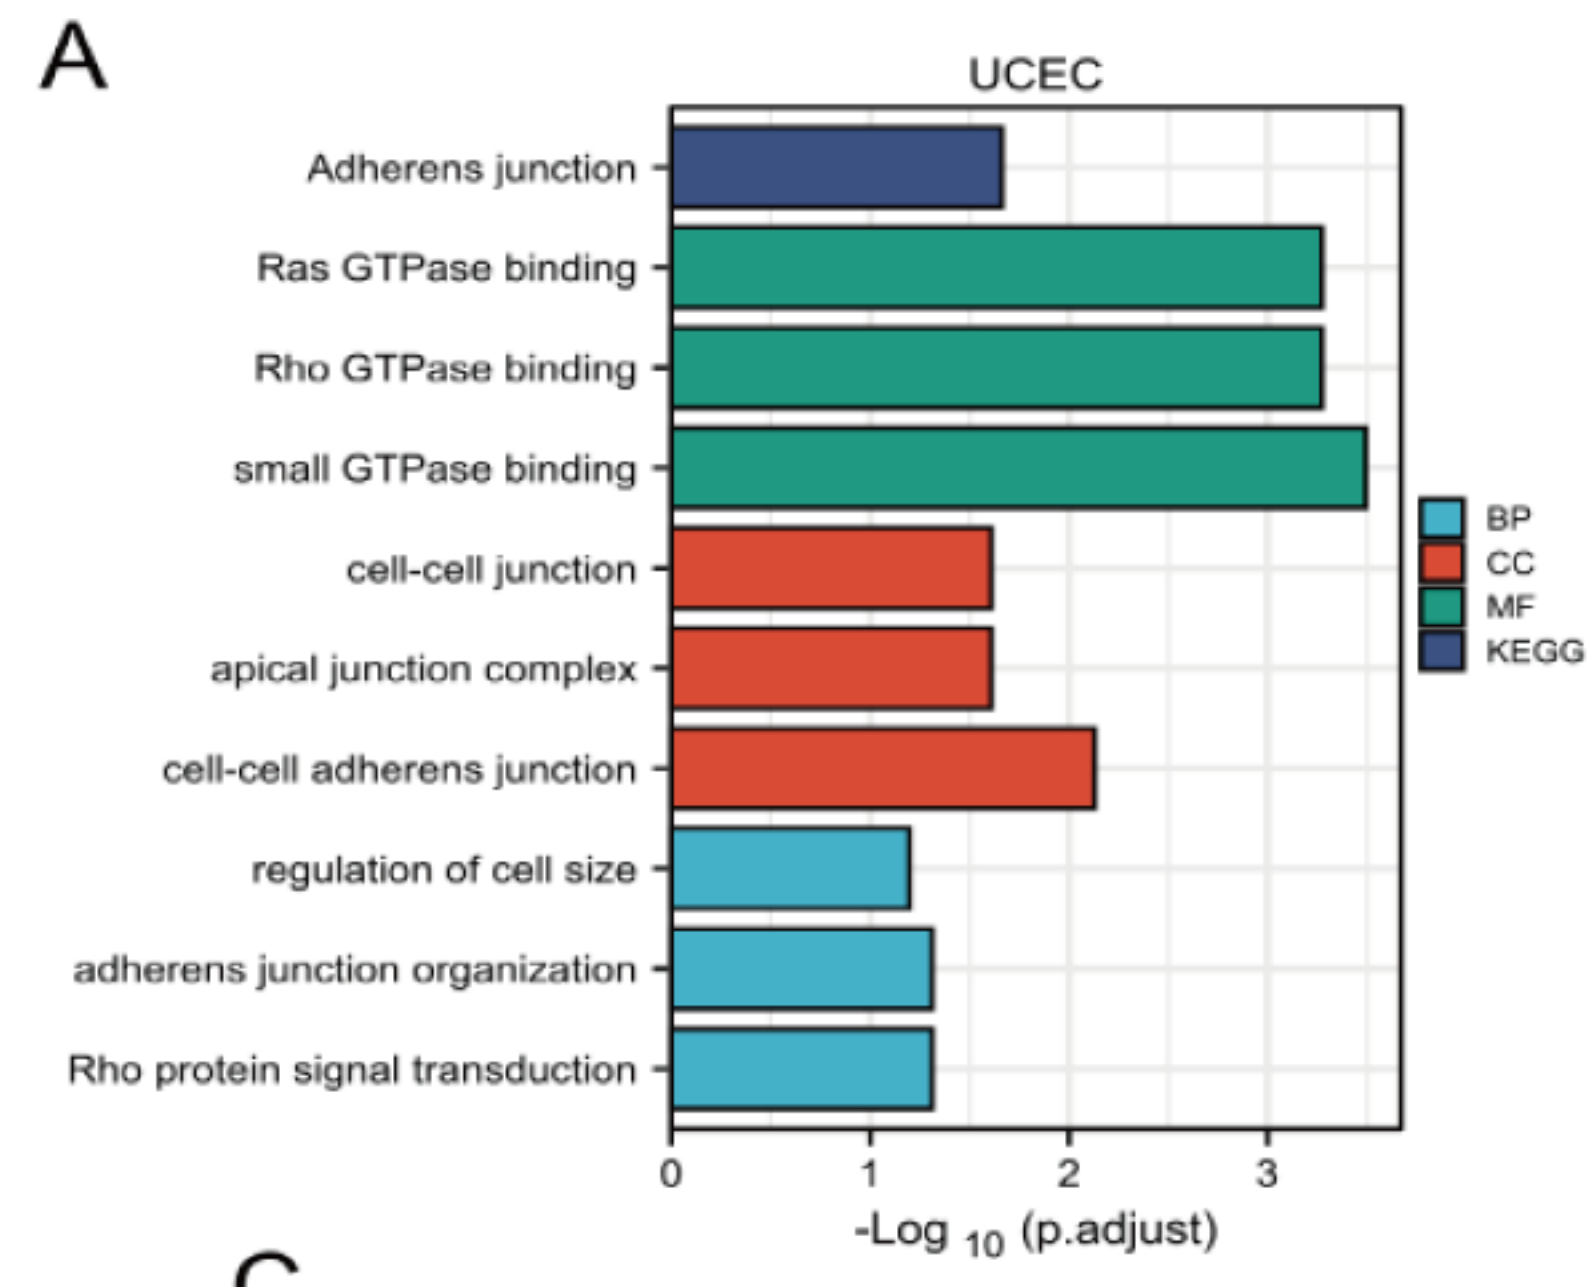 A
UCEC
Adherens junction
Ras GTPase binding
Rho GTPase binding
small GTPase binding
cell-cell junction
apical junction complex
cell-cell adherens junction
regulation of cell size
adherens junction organization
Rho protein signal transduction
BP
CC
MF
KEGG
0 1 2 3
-Log 10 (p.adjust)
C